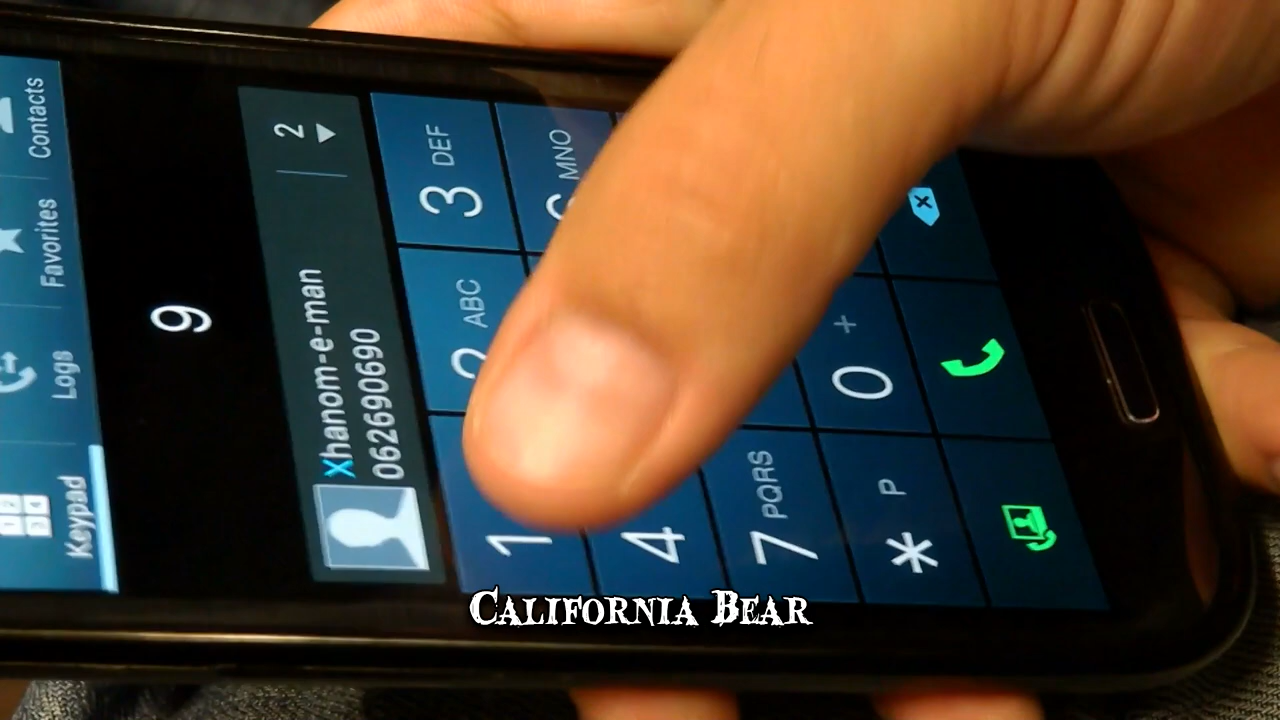 Keypad Logs Favorites Contacts
9
Xhanom-e-man
062690690
2
1 2 ABC 3 DEF
4 MNO
7 PQRS
* P 0 +
California Bear